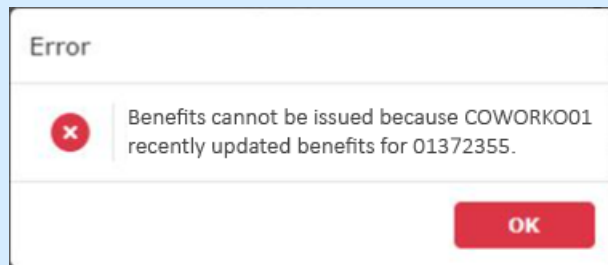 Error
Benefits cannot be issued because COWORKO01
recently updated benefits for 01372355.
OK